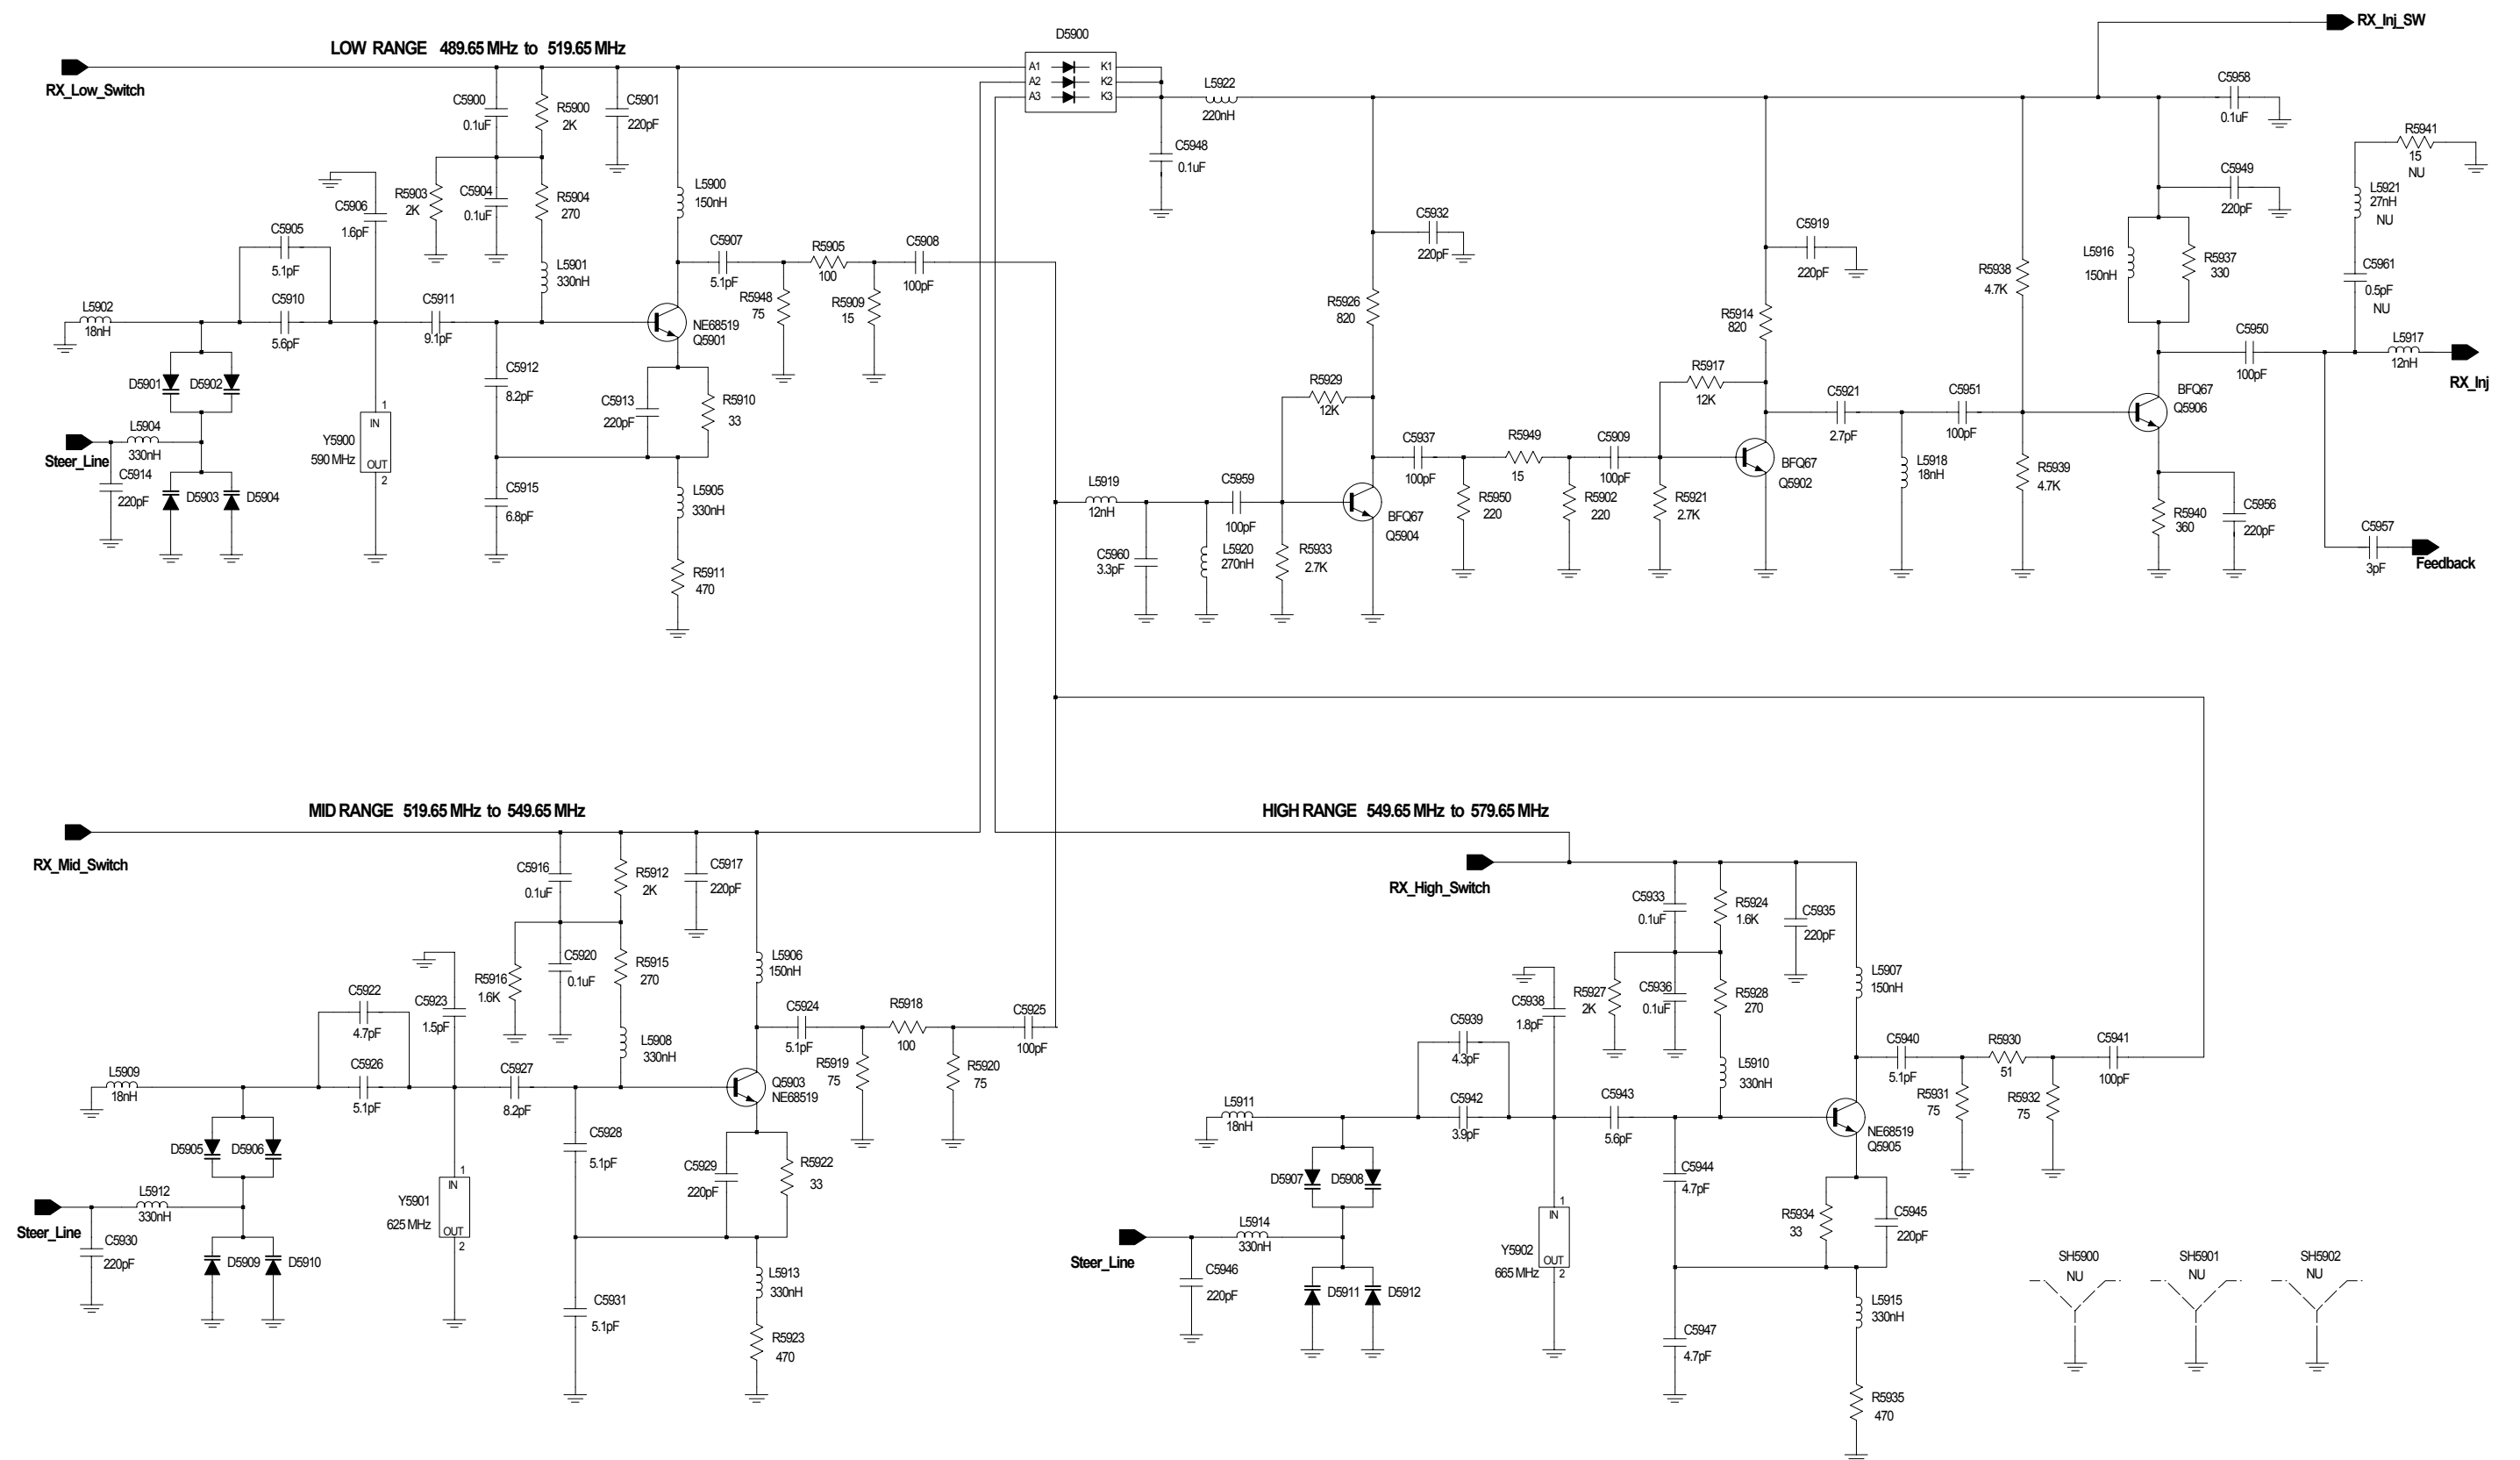 RX_Inj_SW
LOW RANGE 489.65 MHz to 519.65 MHz
D5900
RX_Low_Switch
A1 K1
A2 K2
A3 K3
C5900
0.1uF
R5900
2K
C5901
220pF
L5922
220nH
C5948
0.1uF
C5958
0.1uF
R5941
15
NU
C5949
220pF
L5921
27nH
NU
R5903
2K
C5904
0.1uF
R5904
270
L5900
150nH
C5906
1.6pF
C5905
5.1pF
L5901
330nH
C5907
5.1pF
R5905
100
C5908
100pF
R5948
75
R5909
15
C5932
220pF
C5919
220pF
R5938
4.7K
L5916
150nH
R5937
330
C5961
0.5pF
NU
L5902
18nH
C5910
5.6pF
C5911
9.1pF
NE68519
Q5901
R5926
820
R5914
820
C5950
100pF
L5917
12nH
RX_Inj
D5901
D5902
C5912
8.2pF
C5913
220pF
R5910
33
R5929
12K
R5917
12K
C5921
2.7pF
C5951
100pF
BFQ67
Q5906
L5904
330nH
Steer_Line
C5914
220pF
D5903
D5904
1
IN
Y5900
590 MHz
OUT
2
C5915
6.8pF
L5905
330nH
R5911
470
L5919
12nH
C5959
100pF
C5960
3.3pF
L5920
270nH
R5933
2.7K
BFQ67
Q5904
C5937
100pF
R5949
15
C5909
100pF
R5950
220
R5902
220
R5921
2.7K
BFQ67
Q5902
L5918
18nH
R5939
4.7K
R5940
360
C5956
220pF
C5957
3pF
Feedback
MID RANGE 519.65 MHz to 549.65 MHz
RX_Mid_Switch
C5916
0.1uF
R5912
2K
C5917
220pF
R5916
1.6K
C5920
0.1uF
R5915
270
L5906
150nH
C5922
4.7pF
C5923
1.5pF
L5908
330nH
C5924
5.1pF
R5918
100
C5925
100pF
R5919
75
R5920
75
L5909
18nH
C5926
5.1pF
C5927
8.2pF
Q5903
NE68519
D5905
D5906
C5928
5.1pF
C5929
220pF
R5922
33
L5912
330nH
Steer_Line
C5930
220pF
D5909
D5910
1
IN
Y5901
625 MHz
OUT
2
C5931
5.1pF
L5913
330nH
R5923
470
HIGH RANGE 549.65 MHz to 579.65 MHz
RX_High_Switch
C5933
0.1uF
R5924
1.6K
C5935
220pF
R5927
2K
C5936
0.1uF
R5928
270
L5907
150nH
C5938
1.8pF
C5939
4.3pF
L5910
330nH
C5940
5.1pF
R5930
51
C5941
100pF
R5931
75
R5932
75
L5911
18nH
C5942
3.9pF
C5943
5.6pF
NE68519
Q5905
D5907
D5908
C5944
4.7pF
R5934
33
C5945
220pF
L5914
330nH
Steer_Line
C5946
220pF
D5911
D5912
1
IN
Y5902
665 MHz
OUT
2
C5947
4.7pF
L5915
330nH
R5935
470
SH5900
NU
SH5901
NU
SH5902
NU